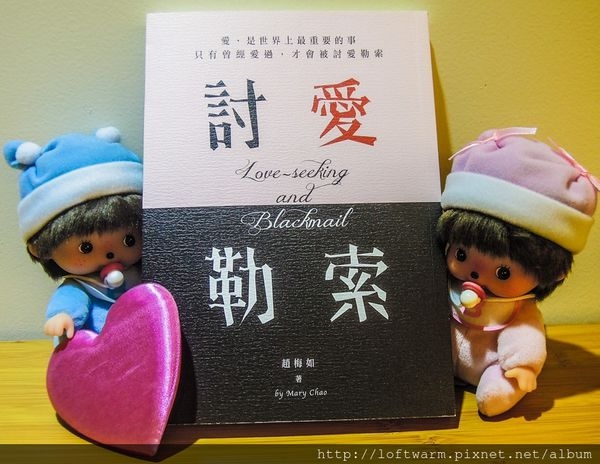 愛，是世界上最重要的事
只有曾經愛過，才會被討愛勒索
討愛
Love-seeking
and
Blackmail
勒索
趙梅如
著
by Mary Chao
http://loftwarm.pixnet.net/album